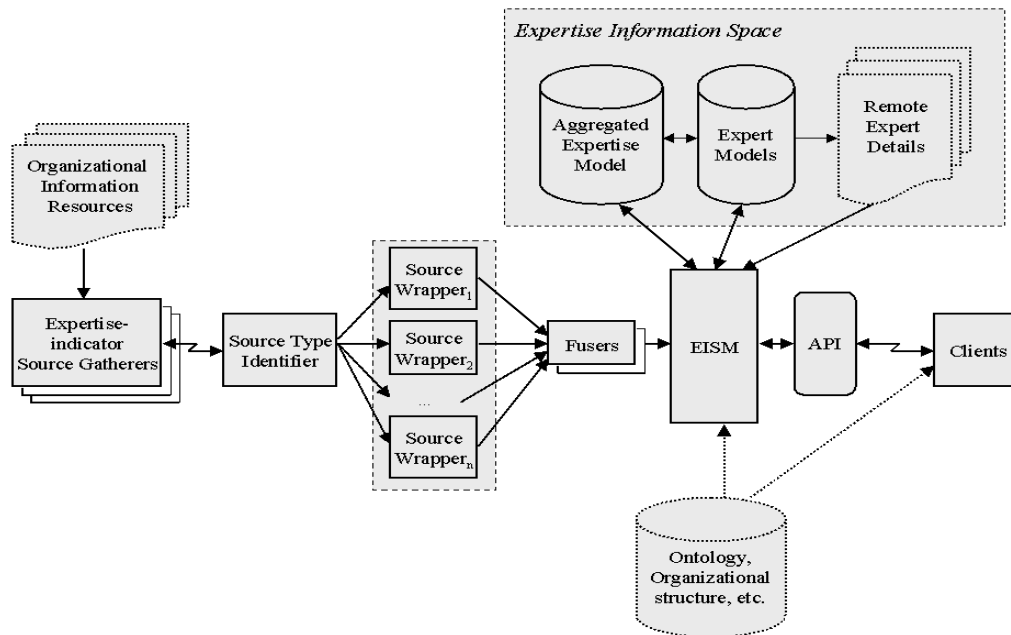 Expertise Information Space
Aggregated
Expertise
Model
Expert
Models
Remote
Expert
Details
Organizational
Information
Resources
Expertise-
indicator
Source Gatherers
Source Type
Identifier
Source
Wrapper1
Source
Wrapper2
...
Source
Wrappern
Fusers
EISM
API
Clients
Ontology,
Organizational
structure, etc.